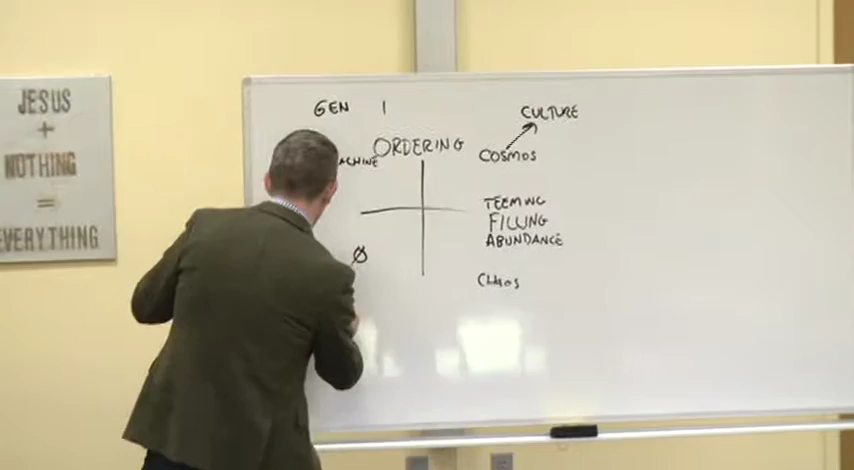 JESUS
+
NOTHING
=
EVERYTHING
GEN 1
CULTURE
ORDERING
COSMOS
TEEMING
FILLING
ABUNDANCE
Ø
CHAOS